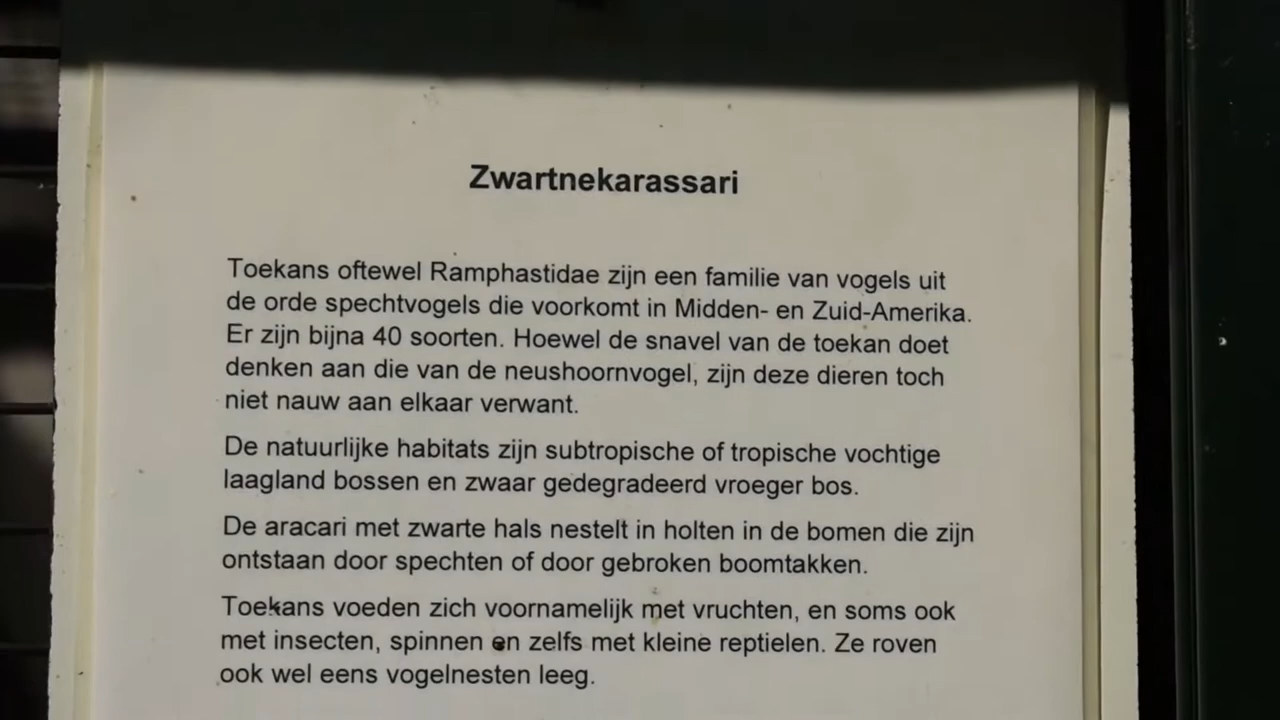 Zwartnekarassari
Toekans oftewel Ramphastidae zijn een familie van vogels uit
de orde spechtvogels die voorkomt in Midden- en Zuid-Amerika.
Er zijn bijna 40 soorten. Hoewel de snavel van de toekan doet
denken aan die van de neushoornvogel, zijn deze dieren toch
niet nauw aan elkaar verwant.
De natuurlijke habitats zijn subtropische of tropische vochtige
laagland bossen en zwaar gedegradeerd vroeger bos.
De aracari met zwarte hals nestelt in holten in de bomen die zijn
ontstaan door spechten of door gebroken boomtakken.
Toekans voeden zich voornamelijk met vruchten, en soms ook
met insecten, spinnen en zelfs met kleine reptielen. Ze roven
ook wel eens vogelnesten leeg.